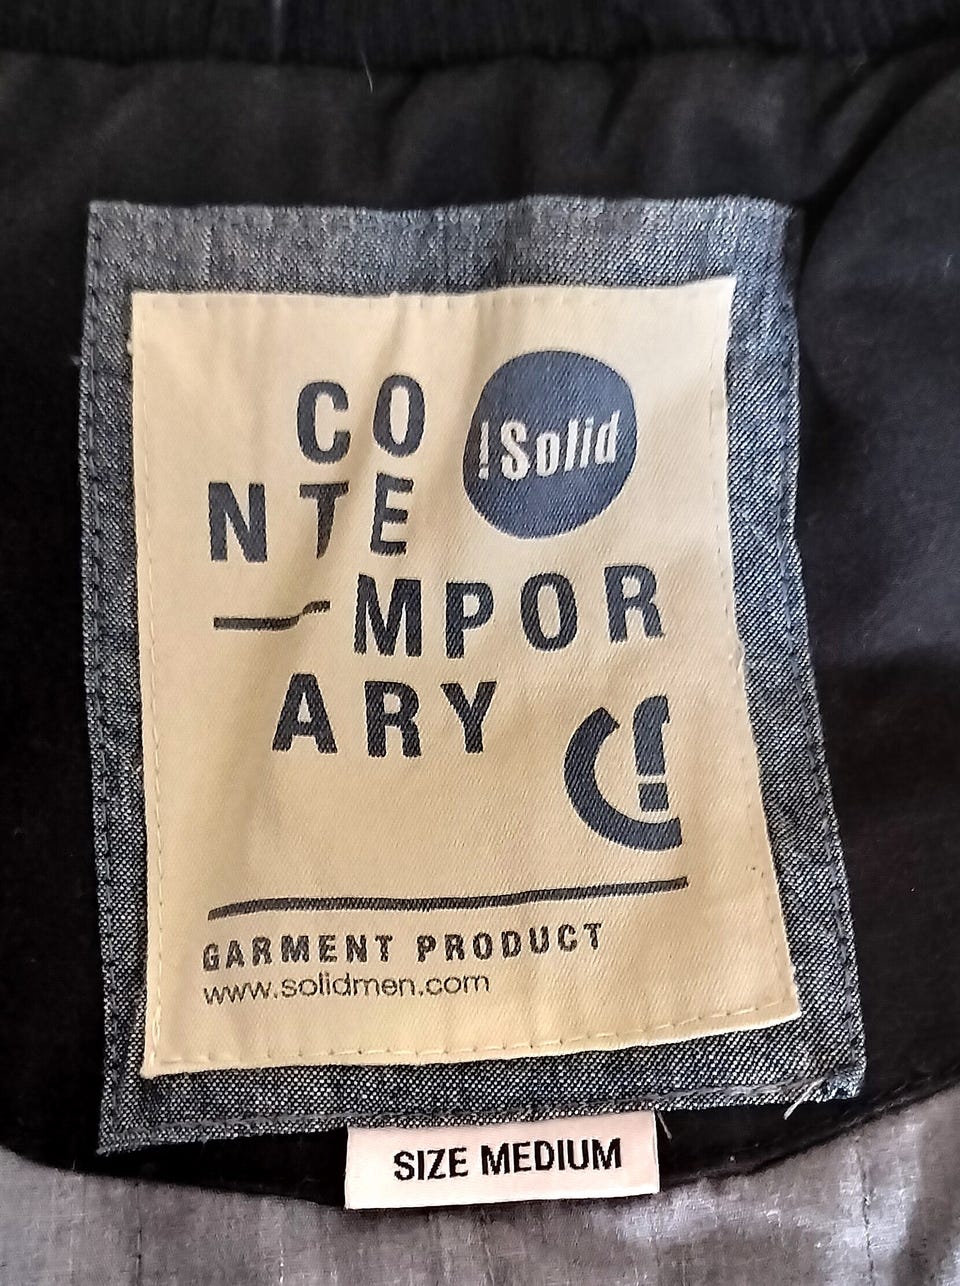 CO
!Solid
NTE
—MPOR
ARY
C!
GARMENT PRODUCT
www.solidmen.com
SIZE MEDIUM